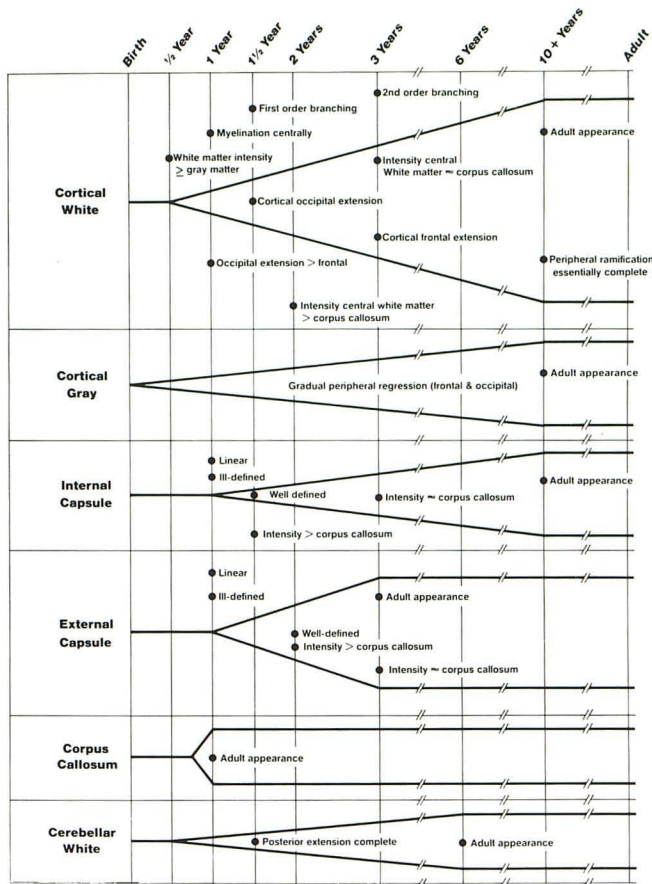 Birth
½ Year
1 Year
1½ Year
2 Years
3 Years
6 Years
10 + Years
Adult
Cortical
White
2nd order branching
First order branching
Myelination centrally
Adult appearance
White matter intensity
≥ gray matter
Intensity central
White matter ≈ corpus callosum
Cortical occipital extension
Cortical frontal extension
Occipital extension > frontal
Peripheral ramification
essentially complete
Intensity central white matter
> corpus callosum
Cortical
Gray
Adult appearance
Gradual peripheral regression (frontal & occipital)
Internal
Capsule
Linear
Ill-defined
Adult appearance
Well defined
Intensity ≈ corpus callosum
Intensity > corpus callosum
External
Capsule
Linear
Ill-defined
Adult appearance
Well-defined
Intensity > corpus callosum
Intensity ≈ corpus callosum
Corpus
Callosum
Adult appearance
Cerebellar
White
Posterior extension complete
Adult appearance